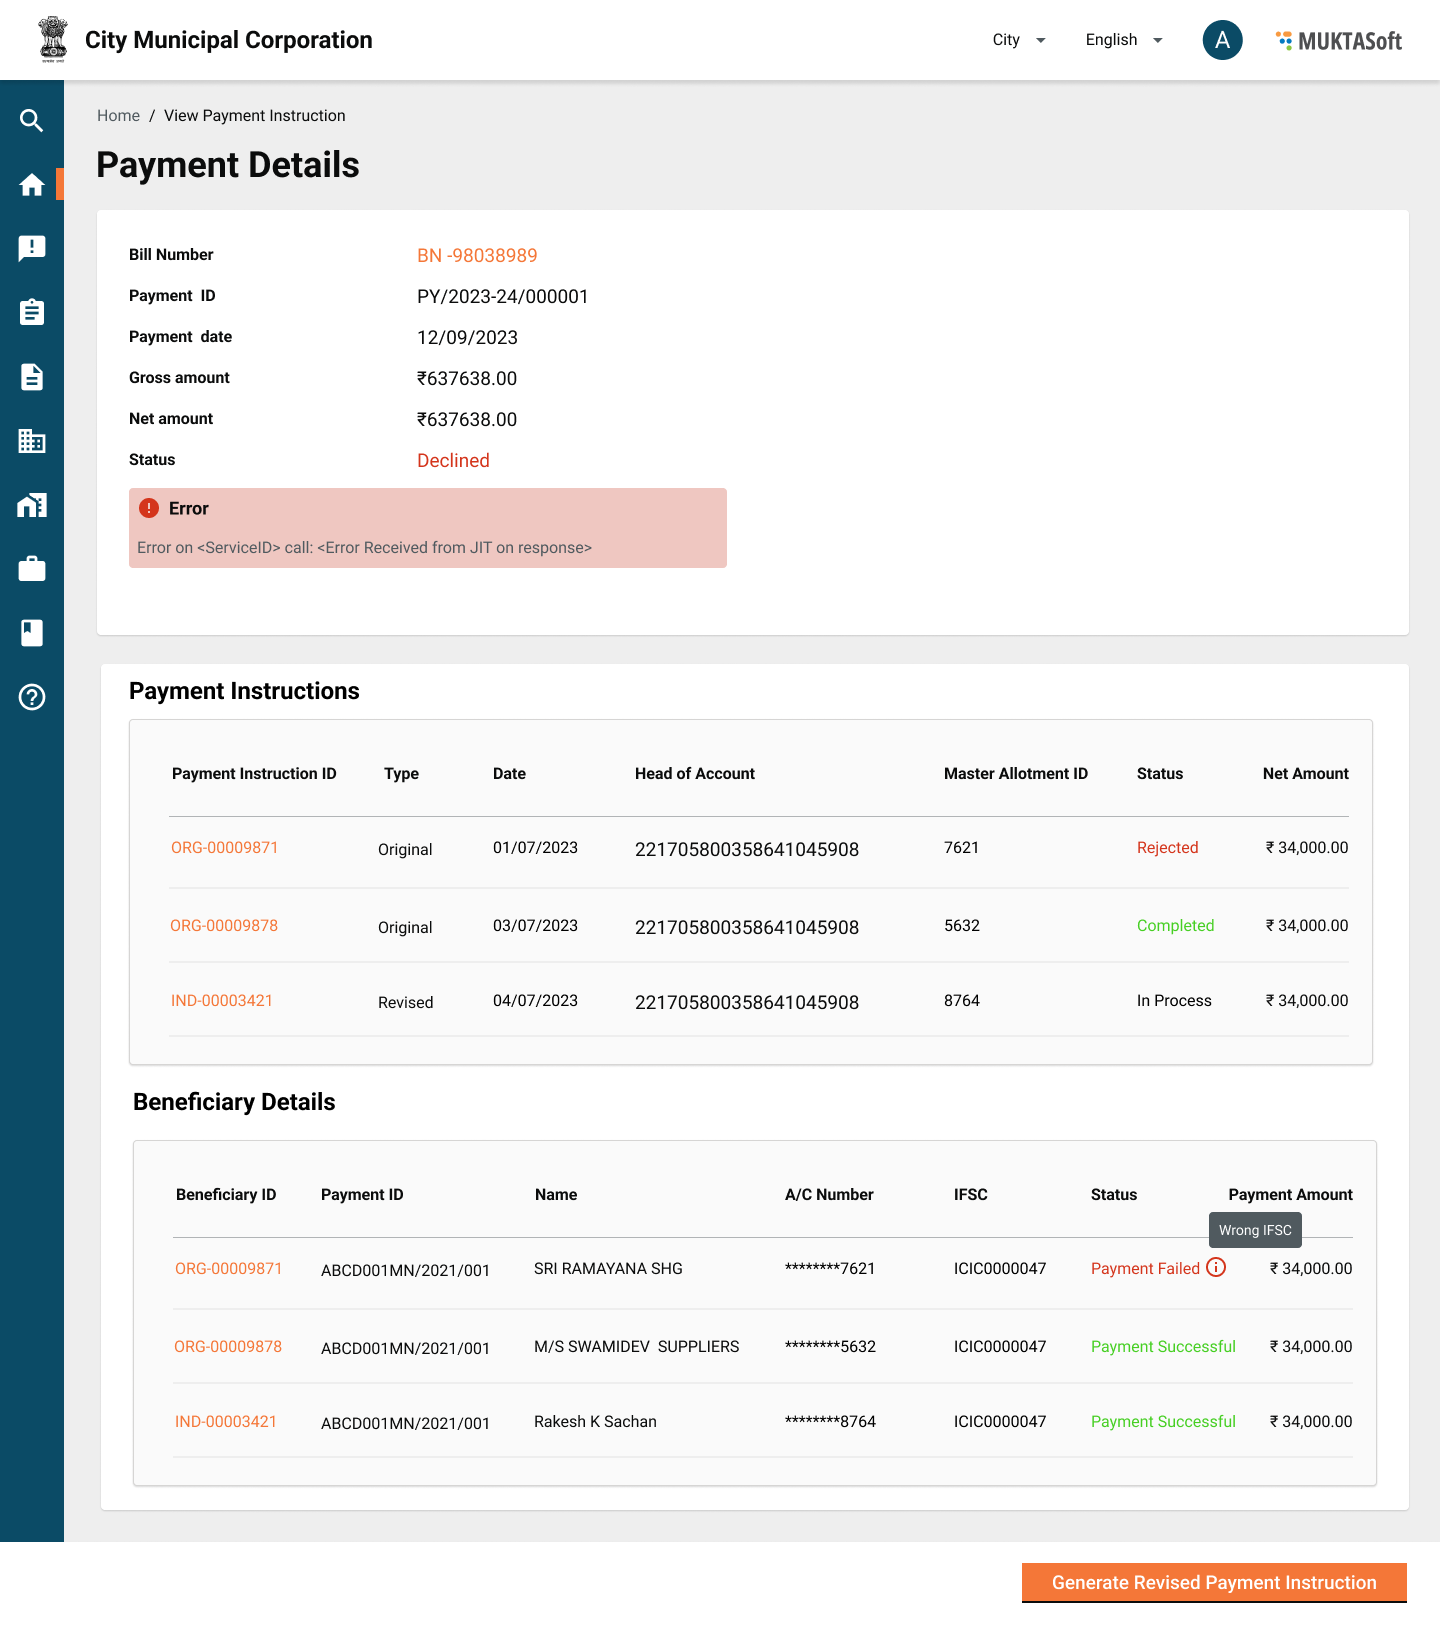 City Municipal Corporation
City
English
A
MUKTASoft
Home / View Payment Instruction
Payment Details
Bill Number BN -98038989
Payment ID PY/2023-24/000001
Payment date 12/09/2023
Gross amount ₹637638.00
Net amount ₹637638.00
Status Declined
Error
Error on <ServiceID> call: <Error Received from JIT on response>
Payment Instructions
Payment Instruction ID Type Date Head of Account Master Allotment ID Status Net Amount
ORG-00009871 Original 01/07/2023 221705800358641045908 7621 Rejected ₹ 34,000.00
ORG-00009878 Original 03/07/2023 221705800358641045908 5632 Completed ₹ 34,000.00
IND-00003421 Revised 04/07/2023 221705800358641045908 8764 In Process ₹ 34,000.00
Beneficiary Details
Beneficiary ID Payment ID Name A/C Number IFSC Status Payment Amount
Wrong IFSC
ORG-00009871 ABCD001MN/2021/001 SRI RAMAYANA SHG ********7621 ICIC0000047 Payment Failed ₹ 34,000.00
ORG-00009878 ABCD001MN/2021/001 M/S SWAMIDEV SUPPLIERS ********5632 ICIC0000047 Payment Successful ₹ 34,000.00
IND-00003421 ABCD001MN/2021/001 Rakesh K Sachan ********8764 ICIC0000047 Payment Successful ₹ 34,000.00
Generate Revised Payment Instruction